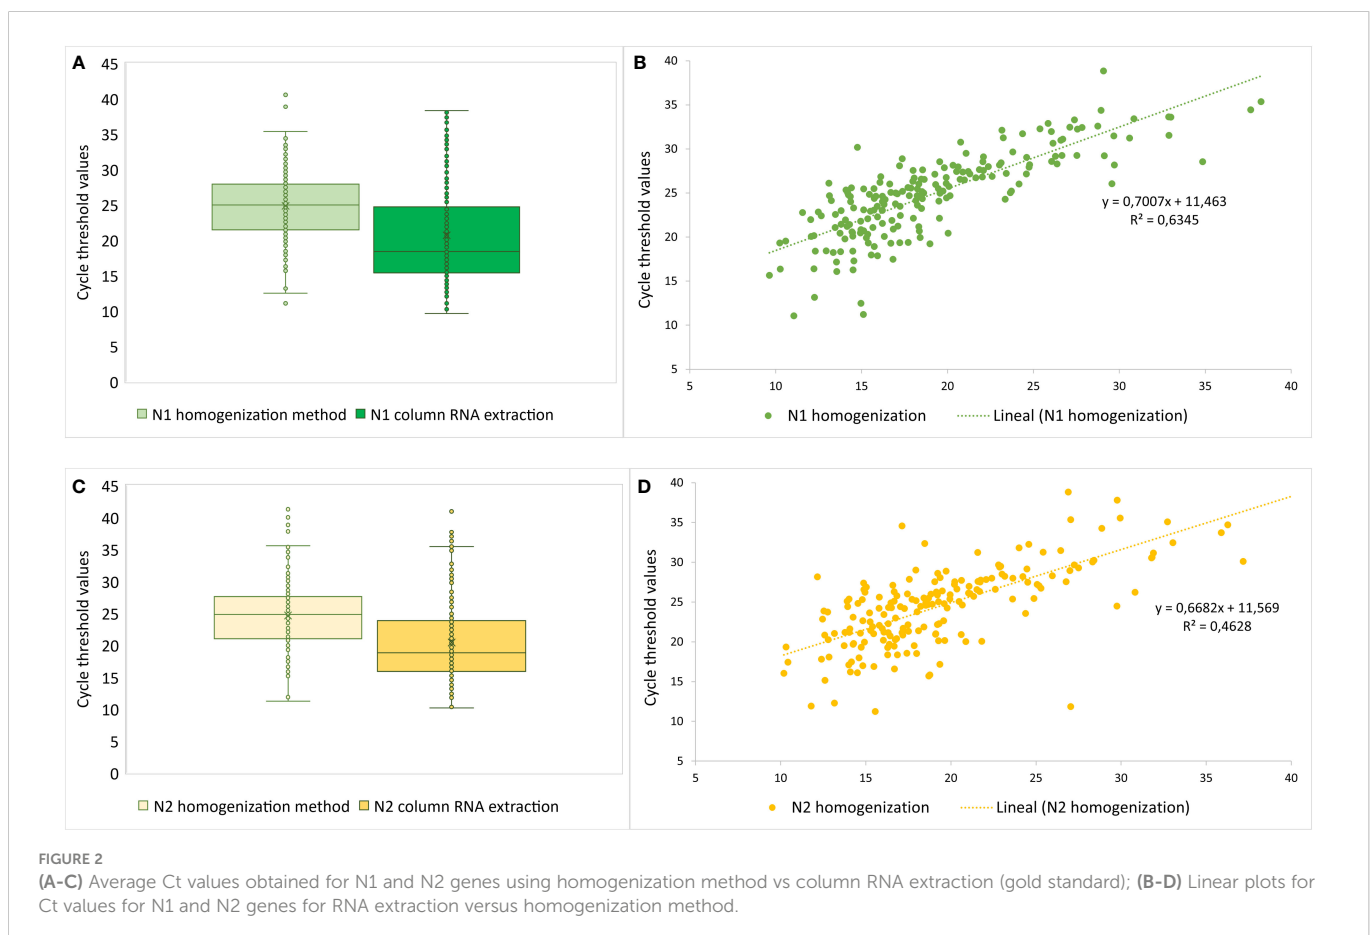 A
45
40
35
30
25
20
15
10
5
0
Cycle threshold values
N1 homogenization method N1 column RNA extraction
B
40
35
30
25
20
15
10
5
Cycle threshold values
y = 0,7007x + 11,463
R² = 0,6345
5 10 15 20 25 30 35 40
N1 homogenization Lineal (N1 homogenization)
C
45
40
35
30
25
20
15
10
5
0
Cycle threshold values
N2 homogenization method N2 column RNA extraction
D
40
35
30
25
20
15
10
5
Cycle threshold values
y = 0,6682x + 11,569
R² = 0,4628
5 10 15 20 25 30 35 40
N2 homogenization Lineal (N2 homogenization)
FIGURE 2
(A-C) Average Ct values obtained for N1 and N2 genes using homogenization method vs column RNA extraction (gold standard); (B-D) Linear plots for
Ct values for N1 and N2 genes for RNA extraction versus homogenization method.